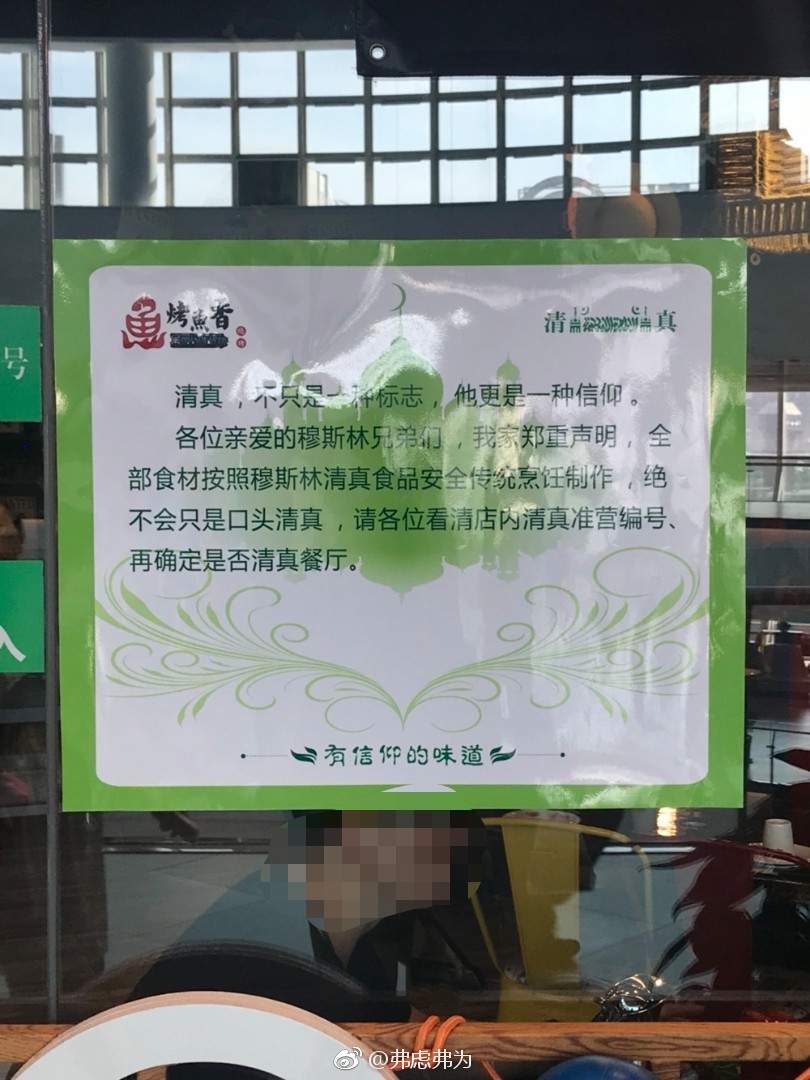 烤魚香
清 真
清真，不只是一种标志，他更是一种信仰。
各位亲爱的穆斯林兄弟们，我家郑重声明，全
部食材按照穆斯林清真食品安全传统烹饪制作，绝
不会只是口头清真，请各位看清店内清真准营编号、
再确定是否清真餐厅。
有信仰的味道
号
入
@弗虑弗为